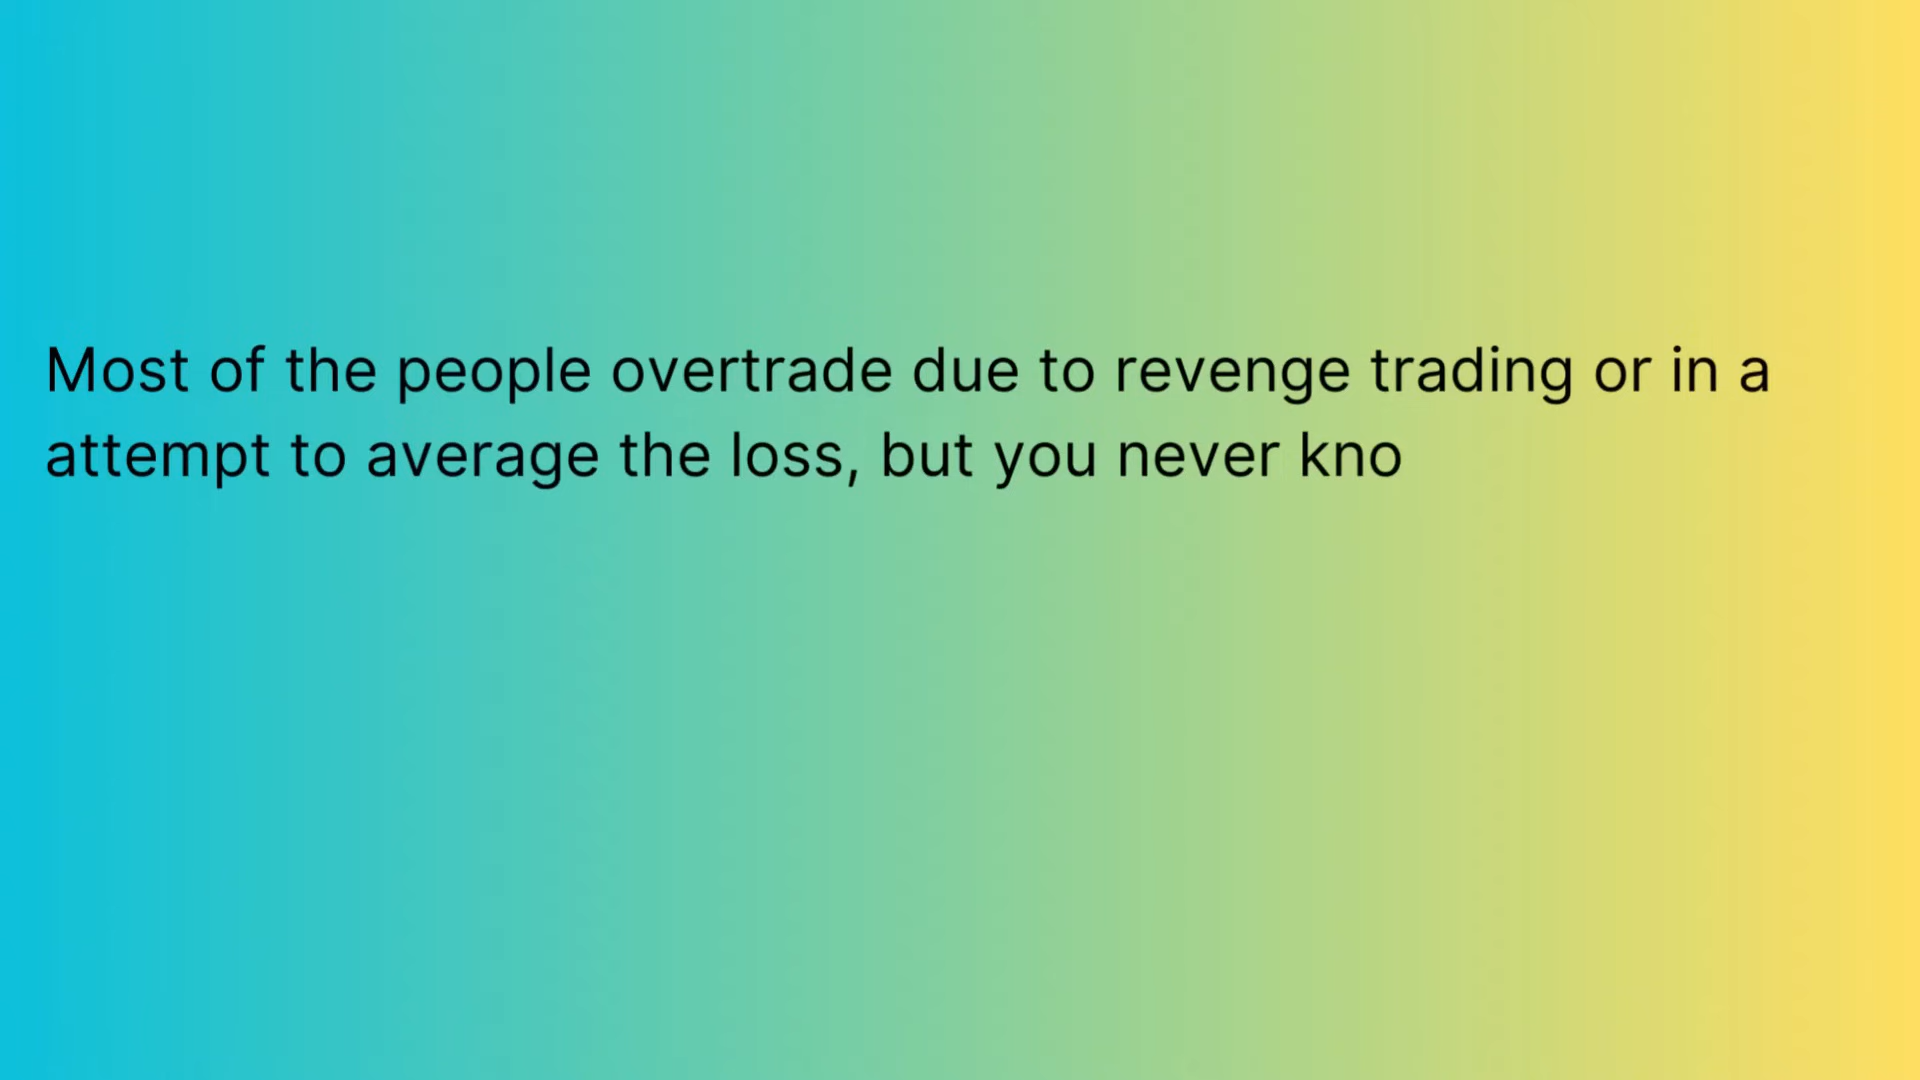 Most of the people overtrade due to revenge trading or in a
attempt to average the loss, but you never kno